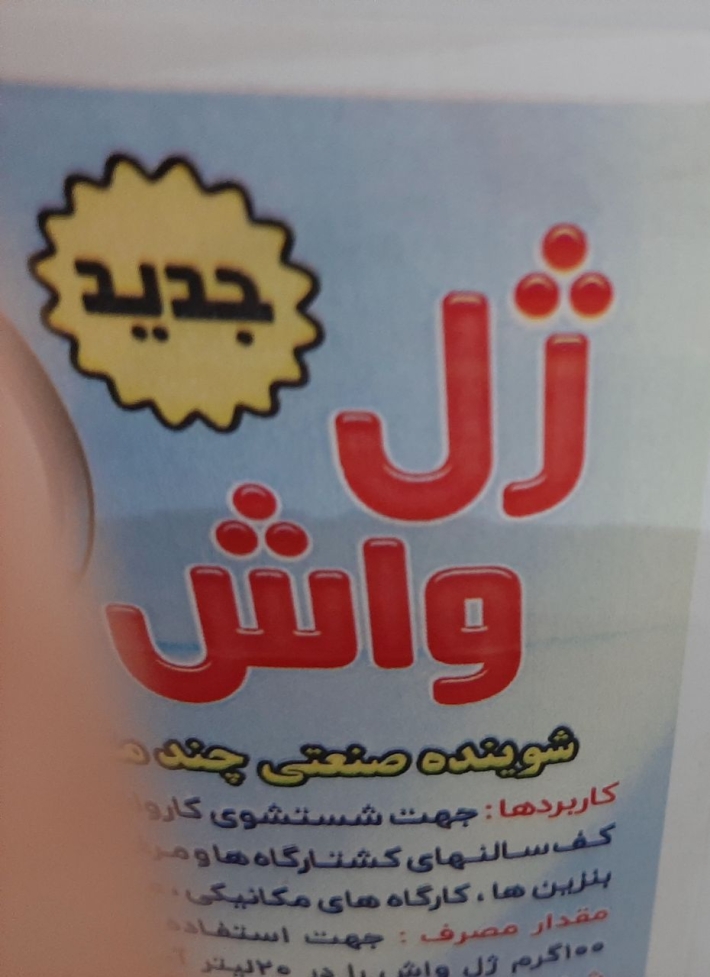 جدید
ژل
واش
شوینده صنعتی چند
کاربردها: جهت شستشوی
کف سالنهای کشتارگاه ها و
بنزین ها، کارگاه های مکانیکی،
مقدار مصرف: جهت استفاده
۱۰۰گرم ژل واش را در ۲۰لیتر